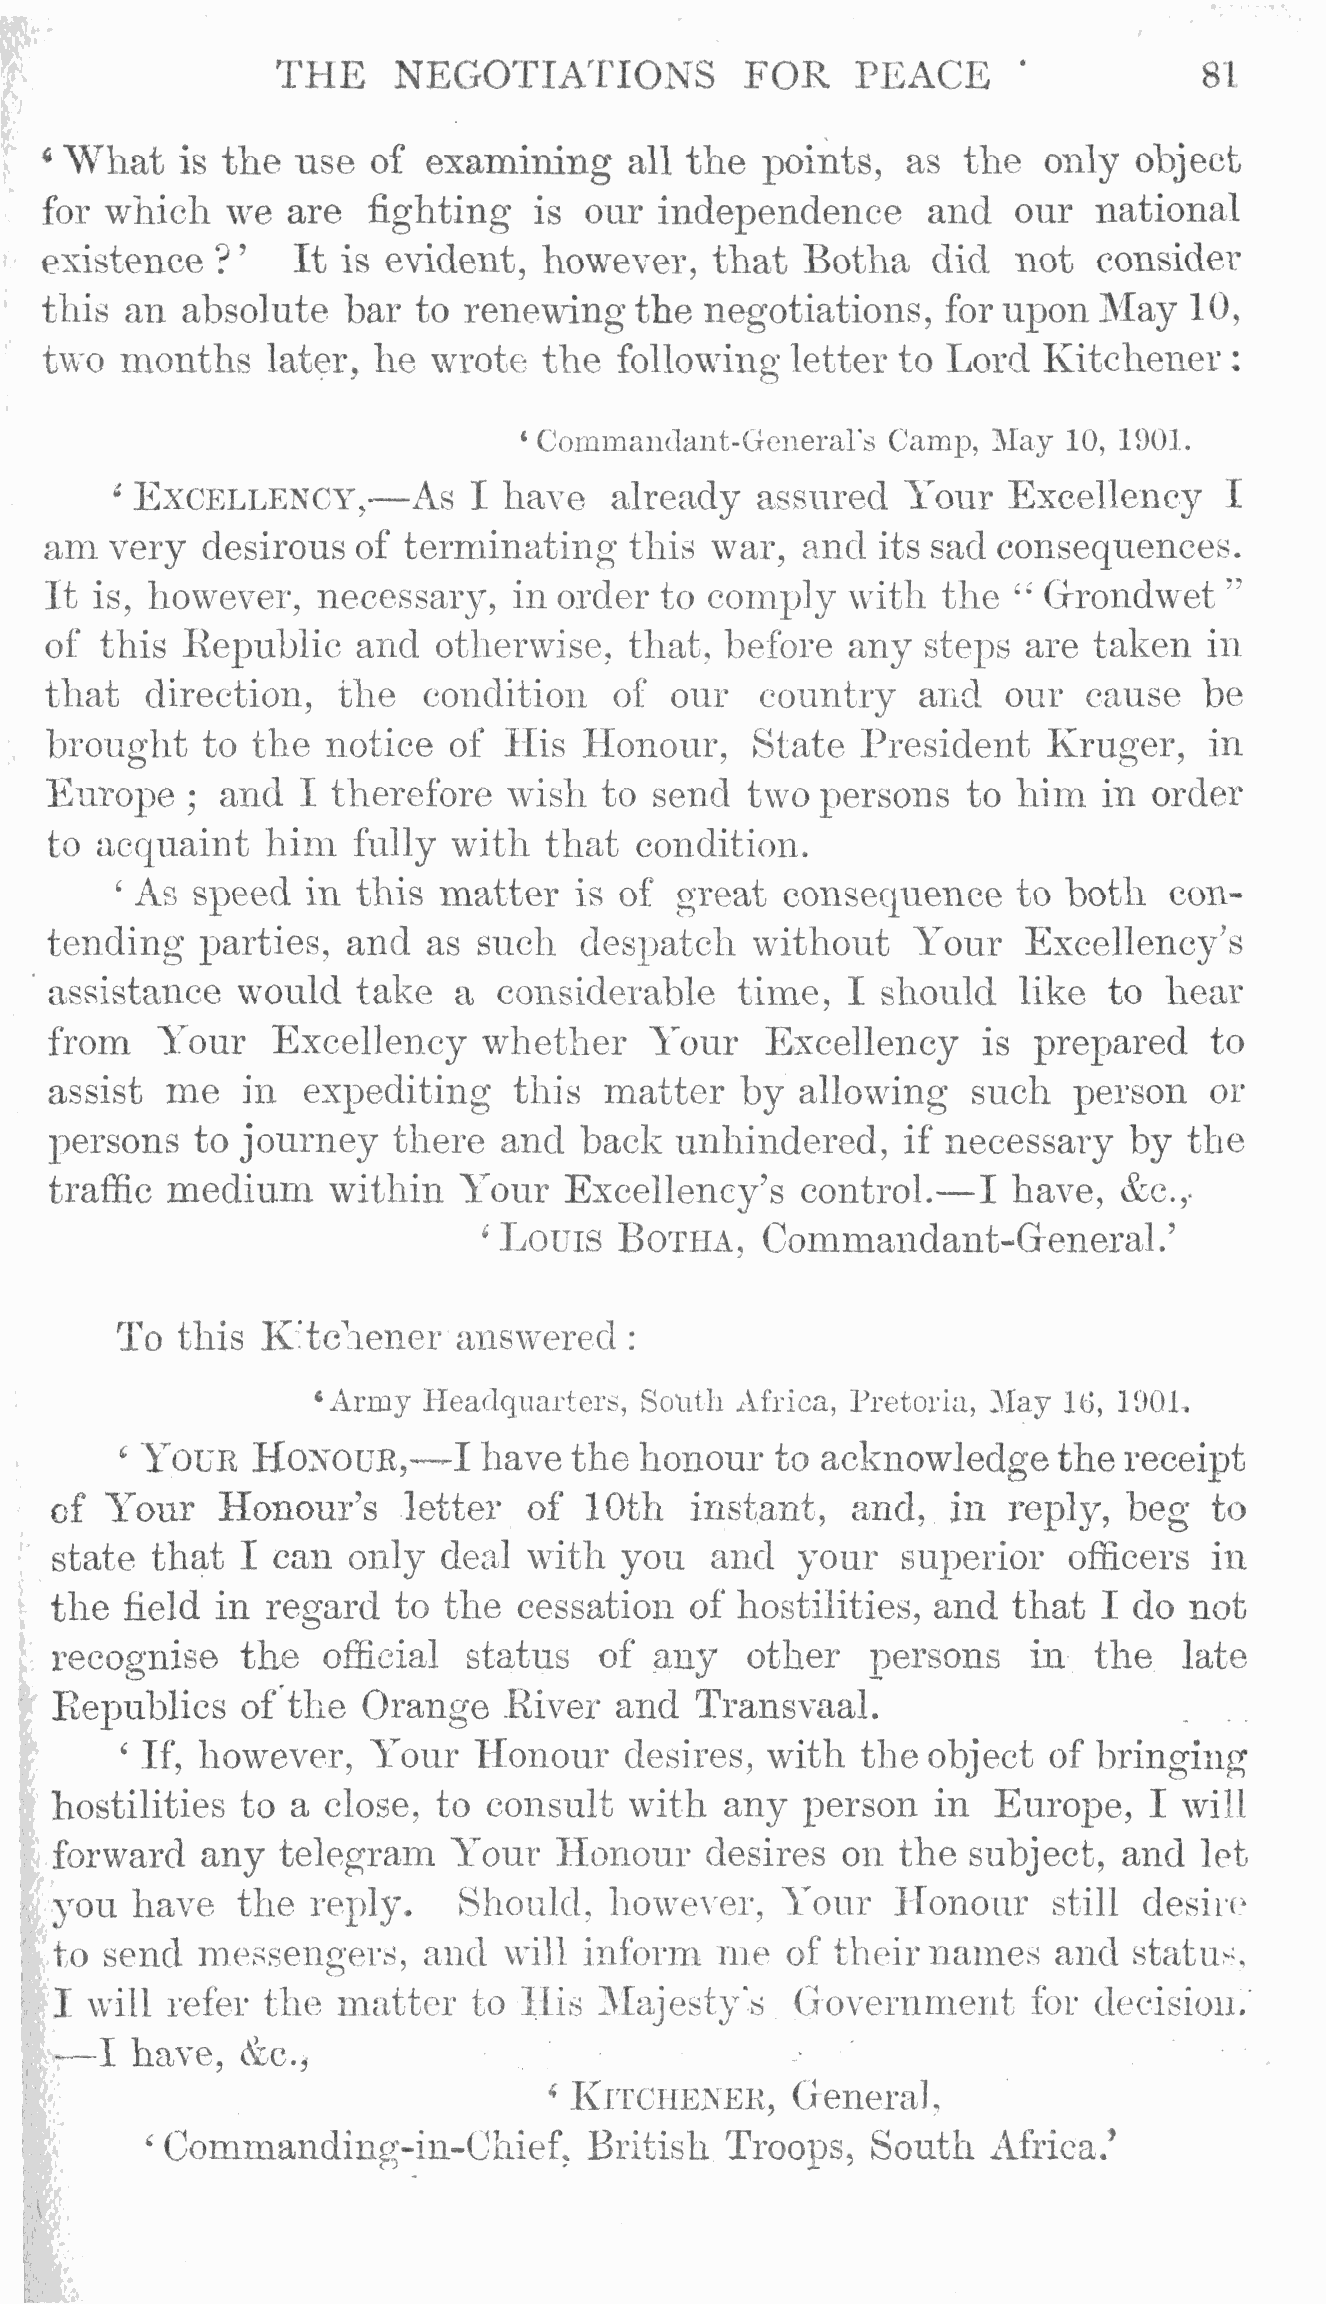 THE NEGOTIATIONS FOR PEACE 81
‘What is the use of examining all the points, as the only object
for which we are fighting is our independence and our national
existence?’ It is evident, however, that Botha did not consider
this an absolute bar to renewing the negotiations, for upon May 10,
two months later, he wrote the following letter to Lord Kitchener:
‘Commandant-General's Camp, May 10, 1901.
‘EXCELLENCY,—As I have already assured Your Excellency I
am very desirous of terminating this war, and its sad consequences.
It is, however, necessary, in order to comply with the “Grondwet”
of this Republic and otherwise, that, before any steps are taken in
that direction, the condition of our country and our cause be
brought to the notice of His Honour, State President Kruger, in
Europe; and I therefore wish to send two persons to him in order
to acquaint him fully with that condition.
‘As speed in this matter is of great consequence to both con-
tending parties, and as such despatch without Your Excellency's
assistance would take a considerable time, I should like to hear
from Your Excellency whether Your Excellency is prepared to
assist me in expediting this matter by allowing such person or
persons to journey there and back unhindered, if necessary by the
traffic medium within Your Excellency's control.—I have, &c.,
‘LOUIS BOTHA, Commandant-General.’
To this Kitchener answered:
‘Army Headquarters, South Africa, Pretoria, May 16, 1901.
‘YOUR HONOUR,—I have the honour to acknowledge the receipt
of Your Honour's letter of 10th instant, and, in reply, beg to
state that I can only deal with you and your superior officers in
the field in regard to the cessation of hostilities, and that I do not
recognise the official status of any other persons in the late
Republics of the Orange River and Transvaal.
‘If, however, Your Honour desires, with the object of bringing
hostilities to a close, to consult with any person in Europe, I will
forward any telegram Your Honour desires on the subject, and let
you have the reply. Should, however, Your Honour still desire
to send messengers, and will inform me of their names and status,
I will refer the matter to His Majesty's Government for decision.
—I have, &c.,
‘KITCHENER, General,
‘Commanding-in-Chief, British Troops, South Africa.’